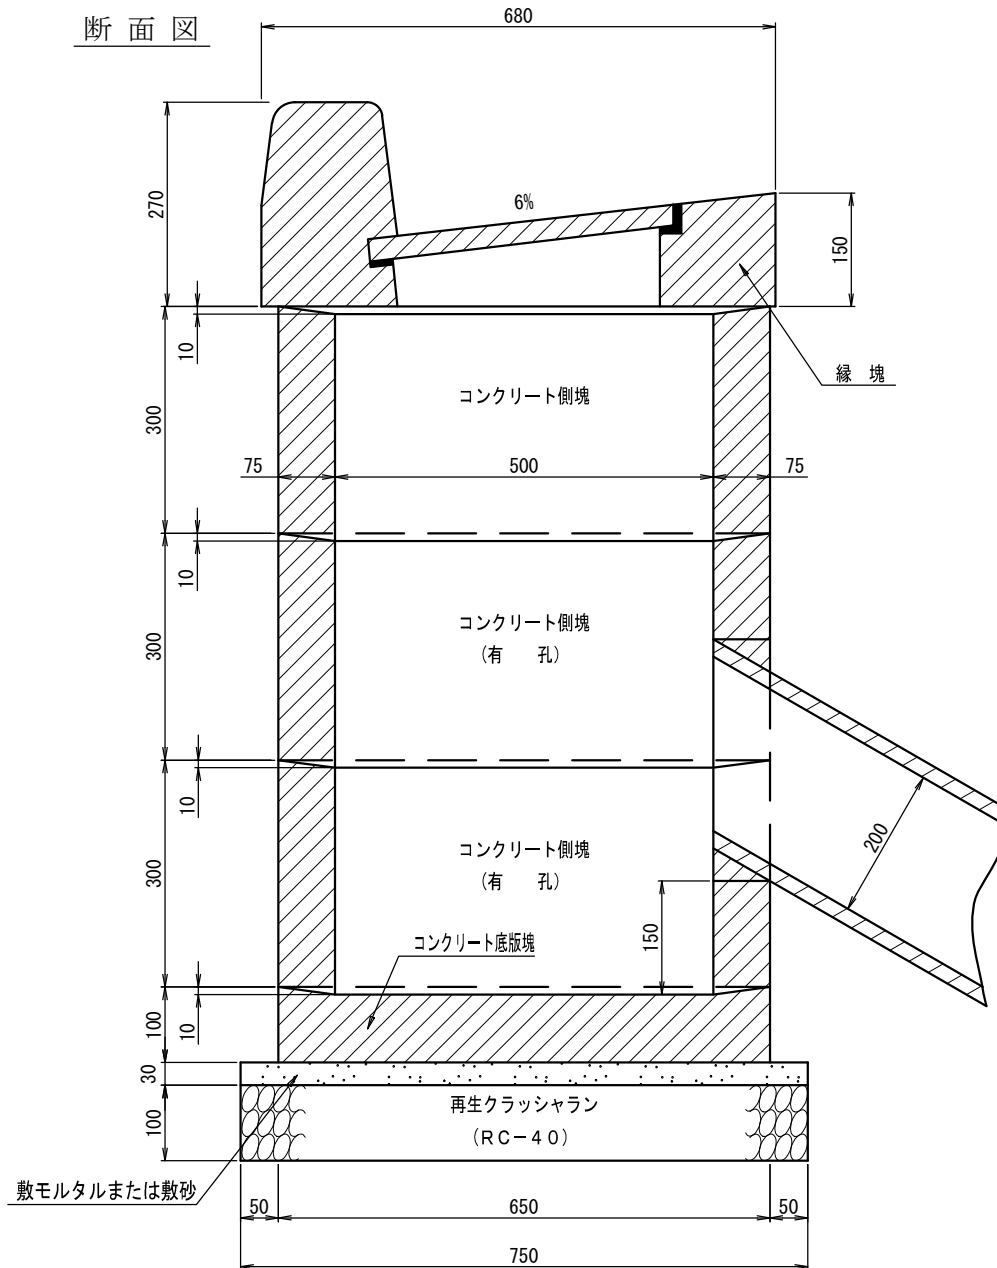 断面図
680
270
6%
150
10
縁塊
300
コンクリート側塊
75
500
75
10
300
コンクリート側塊
(有 孔)
10
300
コンクリート側塊
(有 孔)
200
150
コンクリート底版塊
100
10
30
100
再生クラッシャラン
(RC-40)
敷モルタルまたは敷砂
50
650
50
750